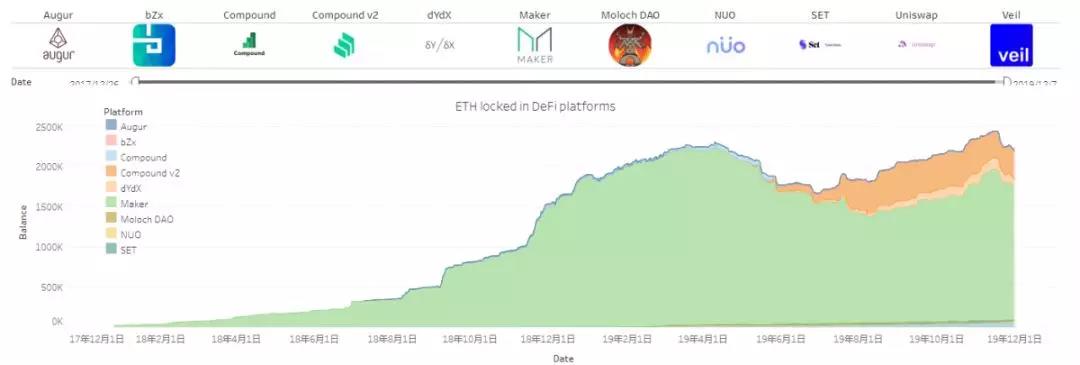 Augur bZx Compound Compound v2 dYdX Maker Moloch DAO NUO SET Uniswap Veil
augur Compound δY/δX MAKER nüo Set uniswap veil
Date 2017/12/26 2019/12/7
ETH locked in DeFi platforms
Platform
Augur
bZx
Compound
Compound v2
dYdX
Maker
Moloch DAO
NUO
SET
Balance
2500K
2000K
1500K
1000K
500K
0K
17年12月1日 18年2月1日 18年4月1日 18年6月1日 18年8月1日 18年10月1日 18年12月1日 19年2月1日 19年4月1日 19年6月1日 19年8月1日 19年10月1日 19年12月1日
Date